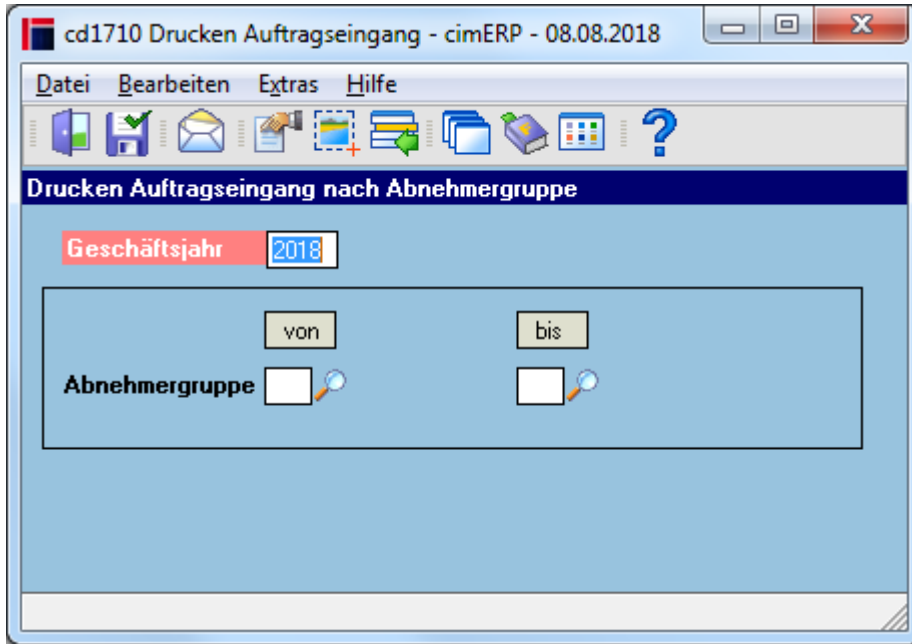 cd1710 Drucken Auftragseingang - cimERP - 08.08.2018
Datei Bearbeiten Extras Hilfe
Drucken Auftragseingang nach Abnehmergruppe
Geschäftsjahr 2018
von bis
Abnehmergruppe